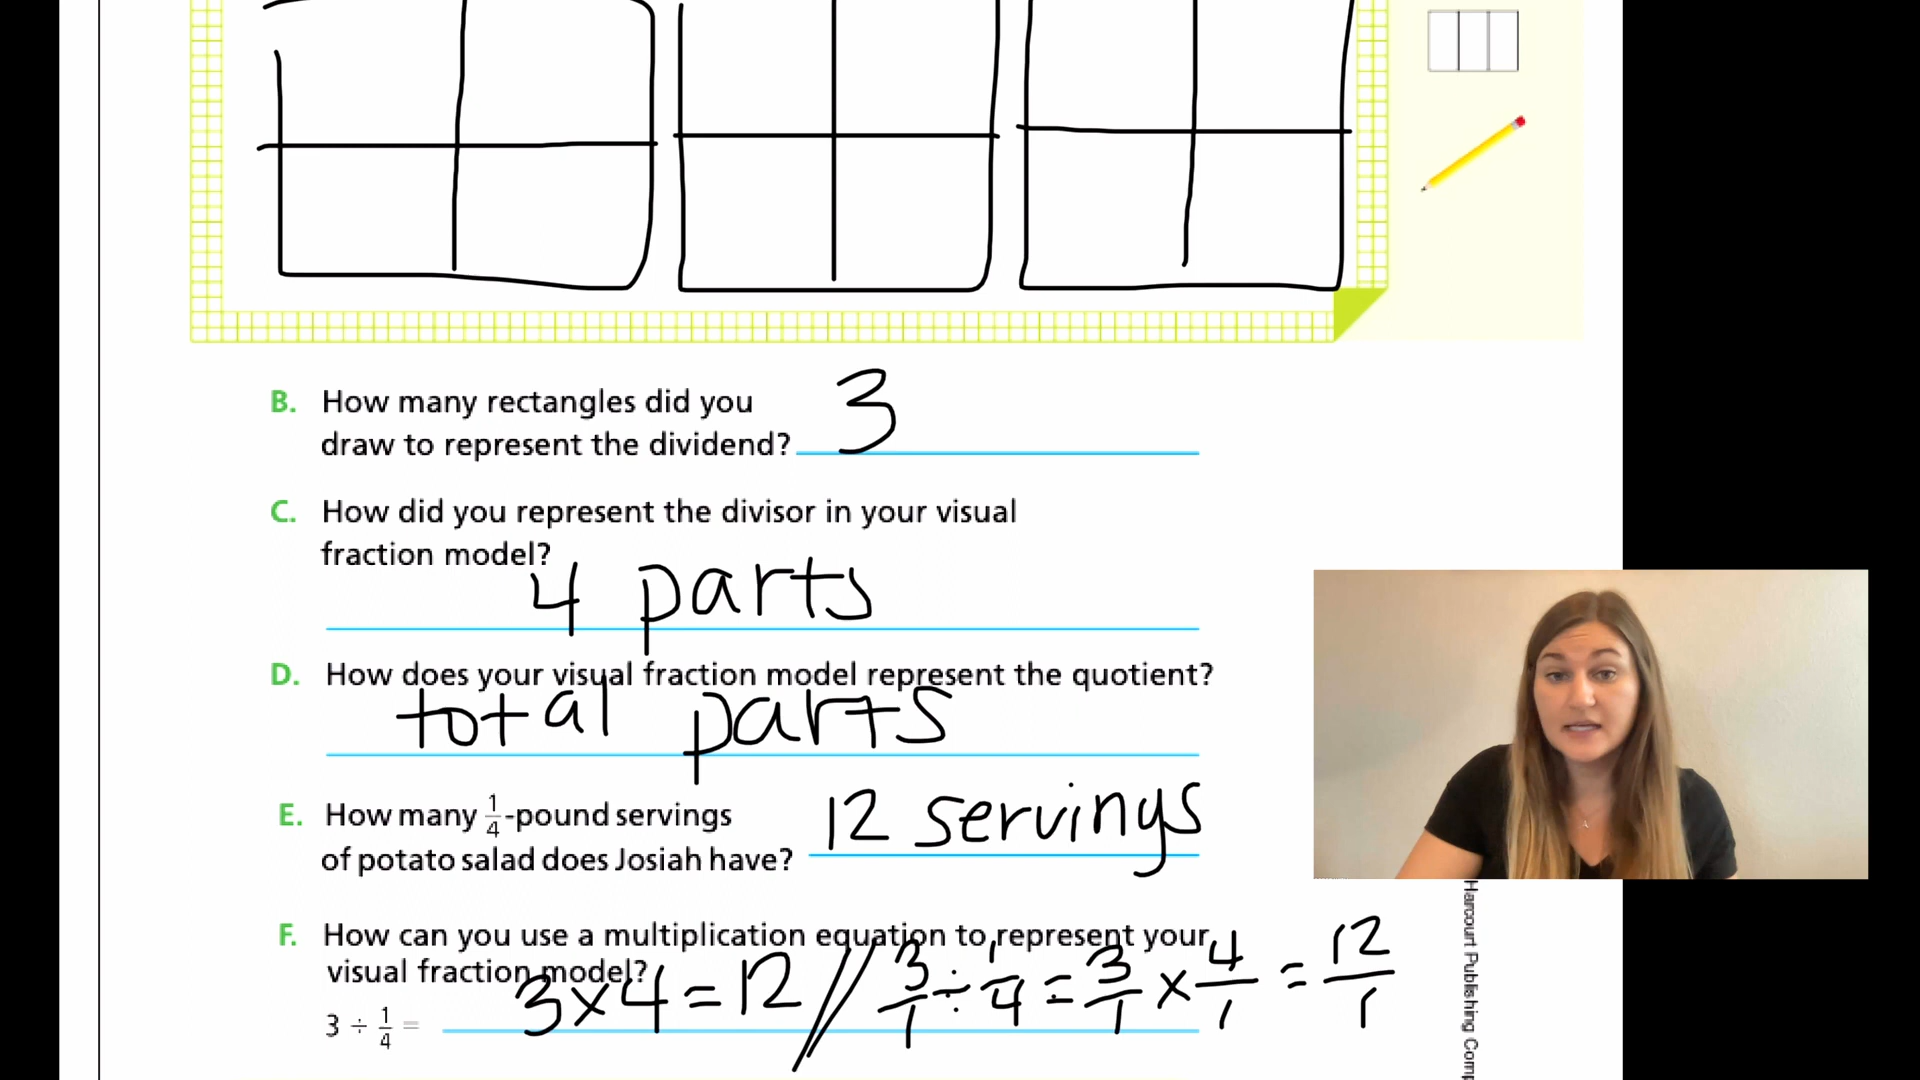 B. How many rectangles did you
draw to represent the dividend? 3
C. How did you represent the divisor in your visual
fraction model?
4 parts
D. How does your visual fraction model represent the quotient?
total parts
E. How many 1/4-pound servings
of potato salad does Josiah have? 12 servings
F. How can you use a multiplication equation to represent your
visual fraction model?
3 ÷ 1/4 = 3 × 4 = 12 // 3/1 ÷ 1/4 = 3/1 × 4/1 = 12/1
Harcourt Publishing Comp